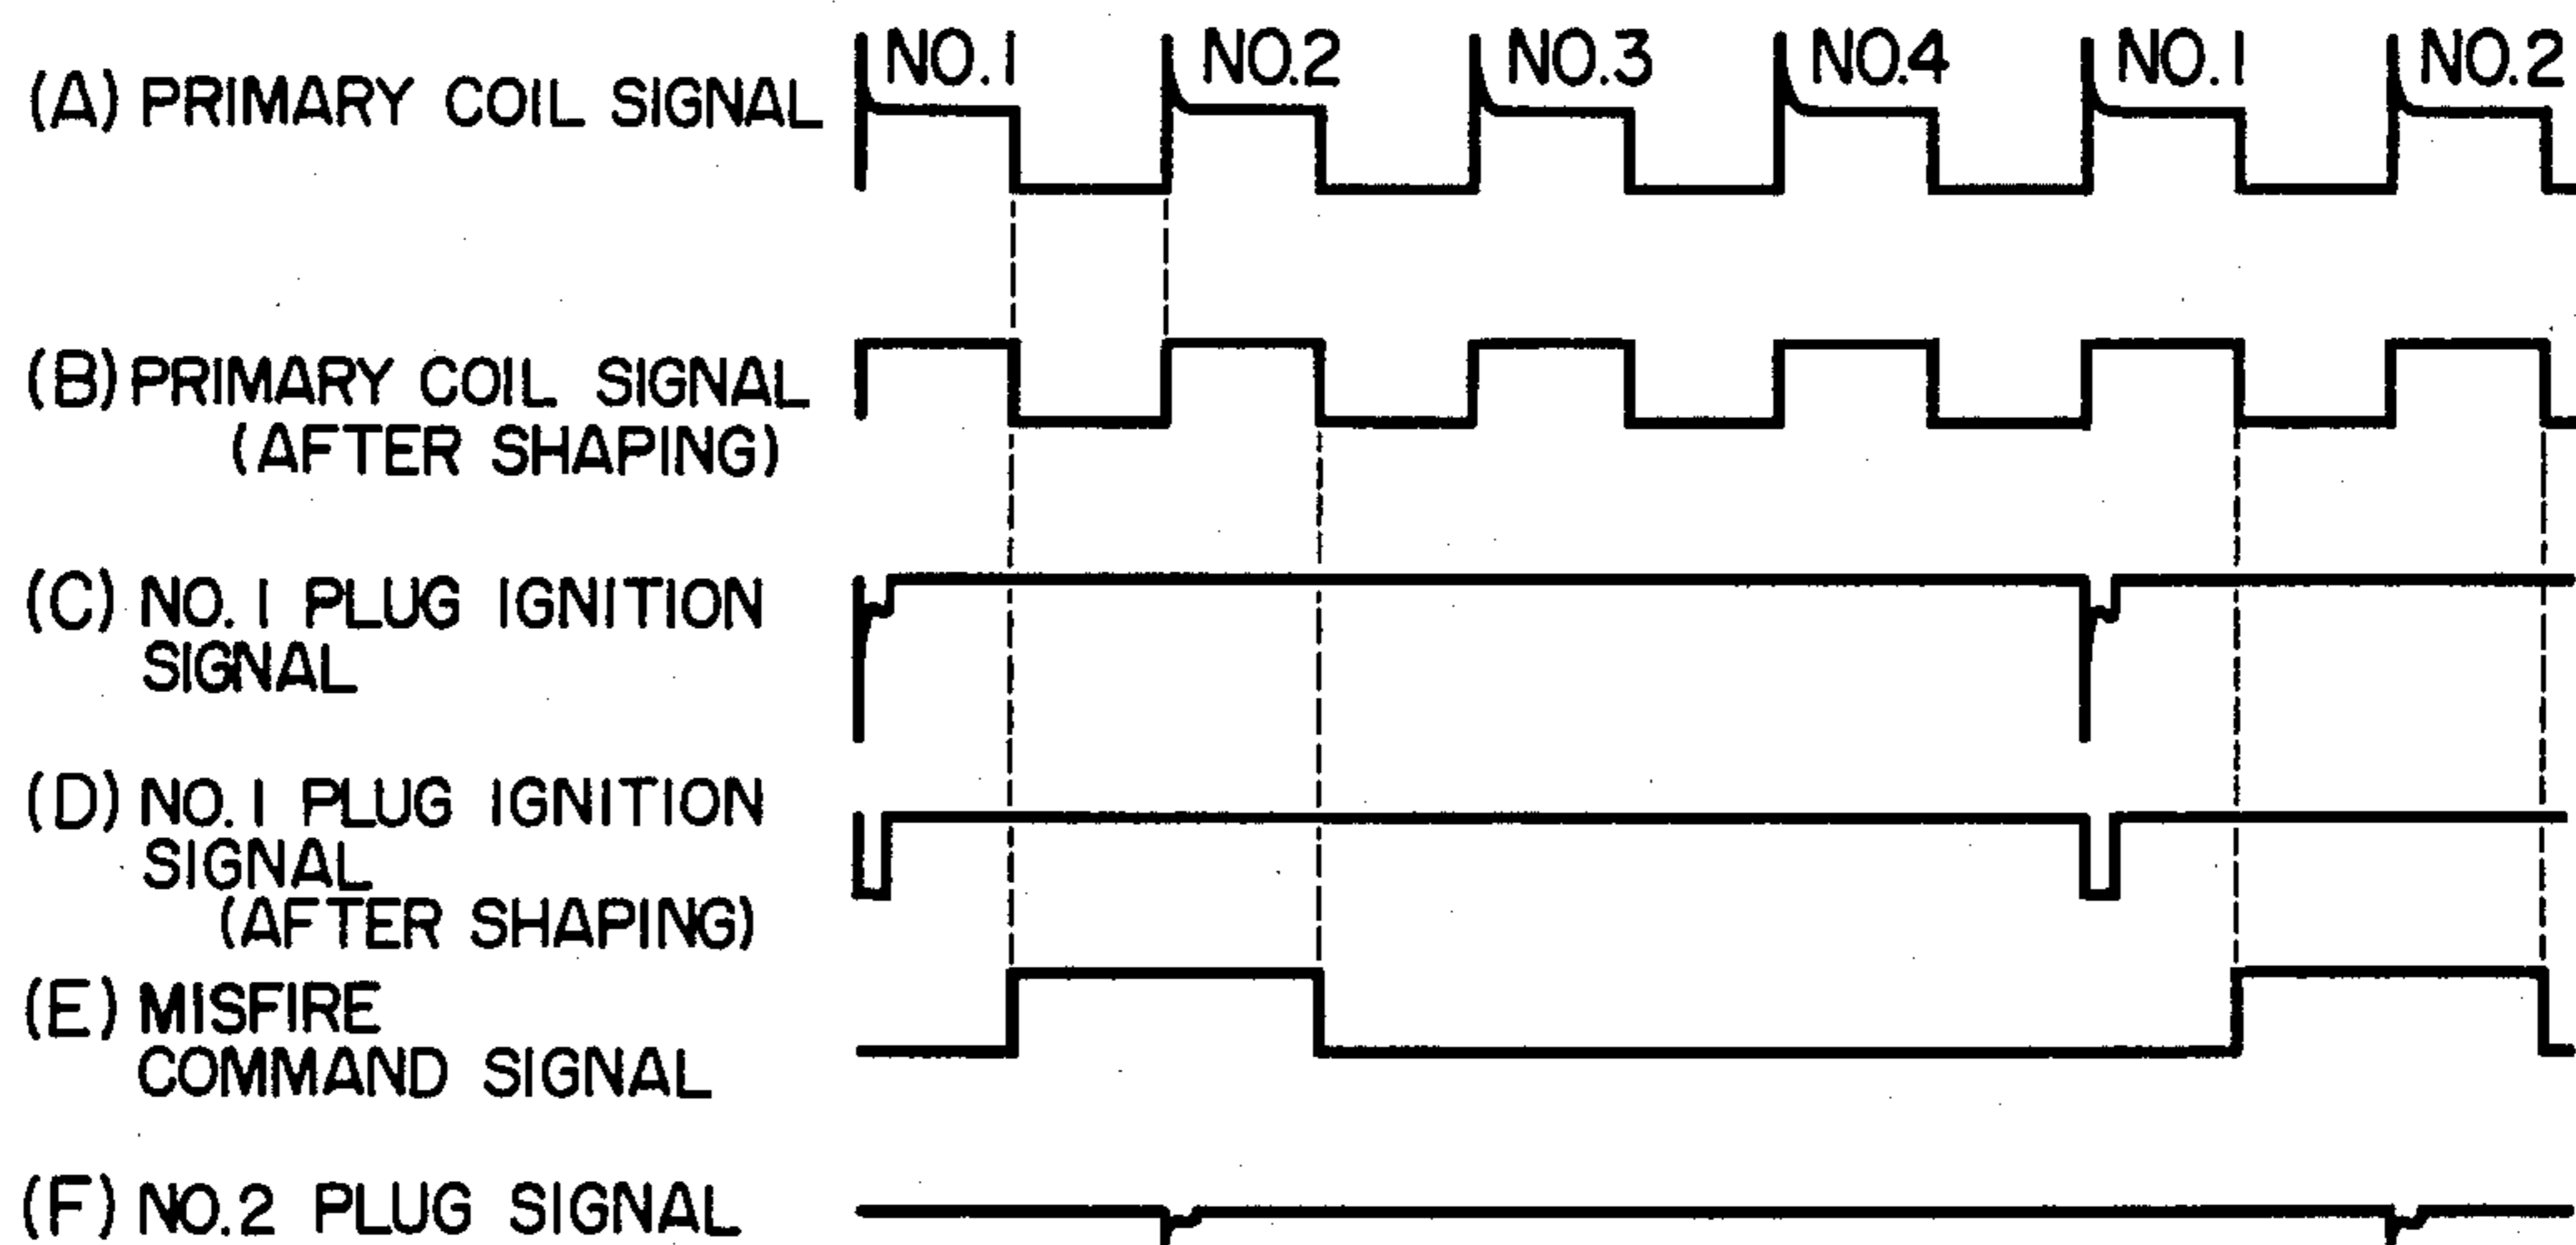 NO. 1 NO.2 NO.3 NO.4 NO. 1 NO.2
(A) PRIMARY COIL SIGNAL
(B) PRIMARY COIL SIGNAL
(AFTER SHAPING)
(C) NO. 1 PLUG IGNITION
SIGNAL
(D) NO. 1 PLUG IGNITION
SIGNAL
(AFTER SHAPING)
(E) MISFIRE
COMMAND SIGNAL
(F) NO.2 PLUG SIGNAL